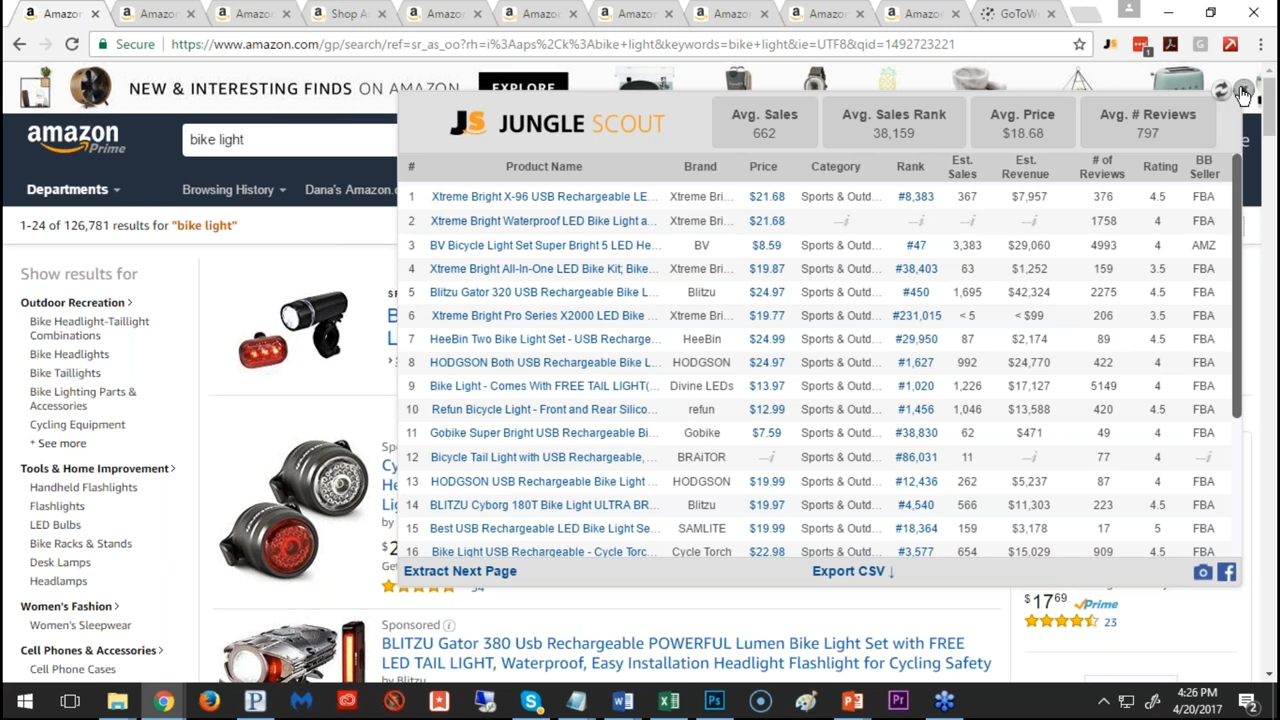 Amazon
Amazon
Amazon
Shop A
Amazon
Amazon
Amazon
Amazon
Amazon
Amazon
GoToW
Secure
https://www.amazon.com/gp/search/ref=sr_as_oo?rh=i%3Aaps%2Ck%3Abike+light&keywords=bike+light&ie=UTF8&qid=1492723221
JS
1
NEW & INTERESTING FINDS ON AMAZON EXPLORE
amazon
Prime
bike light
Departments
Browsing History
Dana's Amazon.c
1-24 of 126,781 results for "bike light"
Show results for
Outdoor Recreation >
Bike Headlight-Taillight
Combinations
Bike Headlights
Bike Taillights
Bike Lighting Parts &
Accessories
Cycling Equipment
+ See more
Tools & Home Improvement >
Handheld Flashlights
Flashlights
LED Bulbs
Bike Racks & Stands
Desk Lamps
Headlamps
Women's Fashion >
Women's Sleepwear
Cell Phones & Accessories >
Cell Phone Cases
JS JUNGLE SCOUT
Avg. Sales
662
Avg. Sales Rank
38,159
Avg. Price
$18.68
Avg. # Reviews
797
# Product Name Brand Price Category Rank Est. Sales Est. Revenue # of Reviews Rating BB Seller
1 Xtreme Bright X-96 USB Rechargeable LE... Xtreme Bri... $21.68 Sports & Outd... #8,383 367 $7,957 376 4.5 FBA
2 Xtreme Bright Waterproof LED Bike Light a... Xtreme Bri... $21.68 —i —i —i —i 1758 4 FBA
3 BV Bicycle Light Set Super Bright 5 LED He... BV $8.59 Sports & Outd... #47 3,383 $29,060 4993 4 AMZ
4 Xtreme Bright All-In-One LED Bike Kit; Bike... Xtreme Bri... $19.87 Sports & Outd... #38,403 63 $1,252 159 3.5 FBA
5 Blitzu Gator 320 USB Rechargeable Bike L... Blitzu $24.97 Sports & Outd... #450 1,695 $42,324 2275 4.5 FBA
6 Xtreme Bright Pro Series X2000 LED Bike ... Xtreme Bri... $19.77 Sports & Outd... #231,015 < 5 < $99 206 3.5 FBA
7 HeeBin Two Bike Light Set - USB Recharge... HeeBin $24.99 Sports & Outd... #29,950 87 $2,174 39 4.5 FBA
8 HODGSON Both USB Rechargeable Bike L... HODGSON $24.97 Sports & Outd... #1,627 992 $24,770 422 4 FBA
9 Bike Light - Comes With FREE TAIL LIGHT(... Divine LEDs $13.97 Sports & Outd... #1,020 1,226 $17,127 5149 4 FBA
10 Refun Bicycle Light - Front and Rear Silico... refun $12.99 Sports & Outd... #1,456 1,046 $13,588 420 4.5 FBA
11 Gobike Super Bright USB Rechargeable Bi... Gobike $7.59 Sports & Outd... #38,830 62 $471 49 4 FBA
12 Bicycle Tail Light with USB Rechargeable, ... BRAiTOR —i Sports & Outd... #86,031 11 —i 77 4 —i
13 HODGSON USB Rechargeable Bike Light ... HODGSON $19.99 Sports & Outd... #12,436 262 $5,237 87 4 FBA
14 BLITZU Cyborg 180T Bike Light ULTRA BR... Blitzu $19.97 Sports & Outd... #4,540 566 $11,303 223 4.5 FBA
15 Best USB Rechargeable LED Bike Light Se... SAMLITE $19.99 Sports & Outd... #18,364 159 $3,178 17 5 FBA
16 Bike Light USB Rechargeable - Cycle Torc... Cycle Torch $22.98 Sports & Outd... #3,577 654 $15,029 909 4.5 FBA
Extract Next Page
Export CSV ↓
$17 69 Prime
23
Sponsored
BLITZU Gator 380 Usb Rechargeable POWERFUL Lumen Bike Light Set with FREE
LED TAIL LIGHT, Waterproof, Easy Installation Headlight Flashlight for Cycling Safety
by Blitzu
4:26 PM
4/20/2017
2